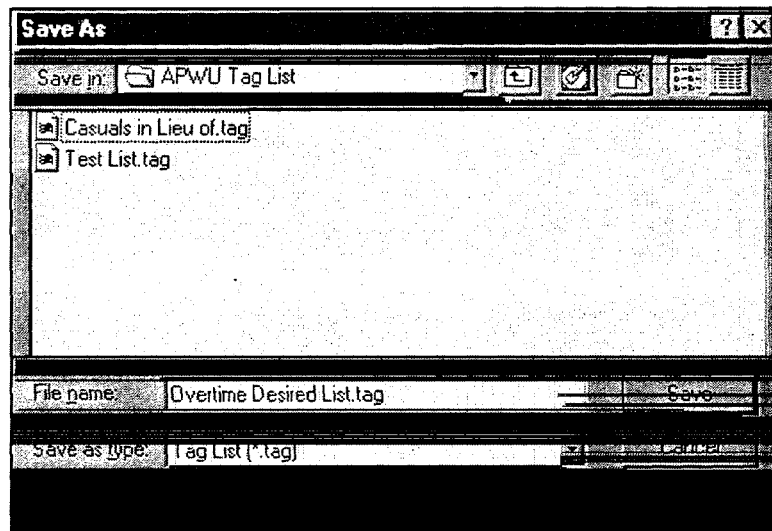 Save As
Save in: APWU Tag List
Casuals in Lieu of.tag
Test List.tag
File name: Overtime Desired List.tag Save
Save as type: Tag List (*.tag) Cancel